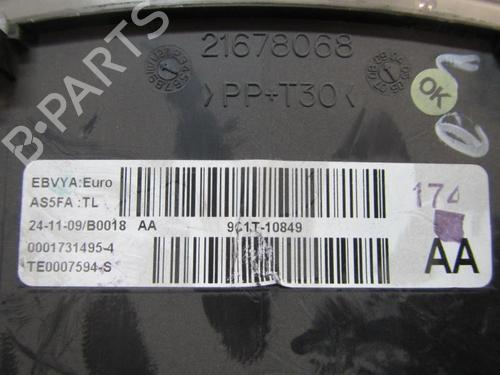 21678068
>PP+T30<
OK
B-PARTS
EBVYA:Euro
AS5FA :TL
24-11-09/B0018 AA
9C1T-10849
0001731495-4
TE0007594-S
174
AA